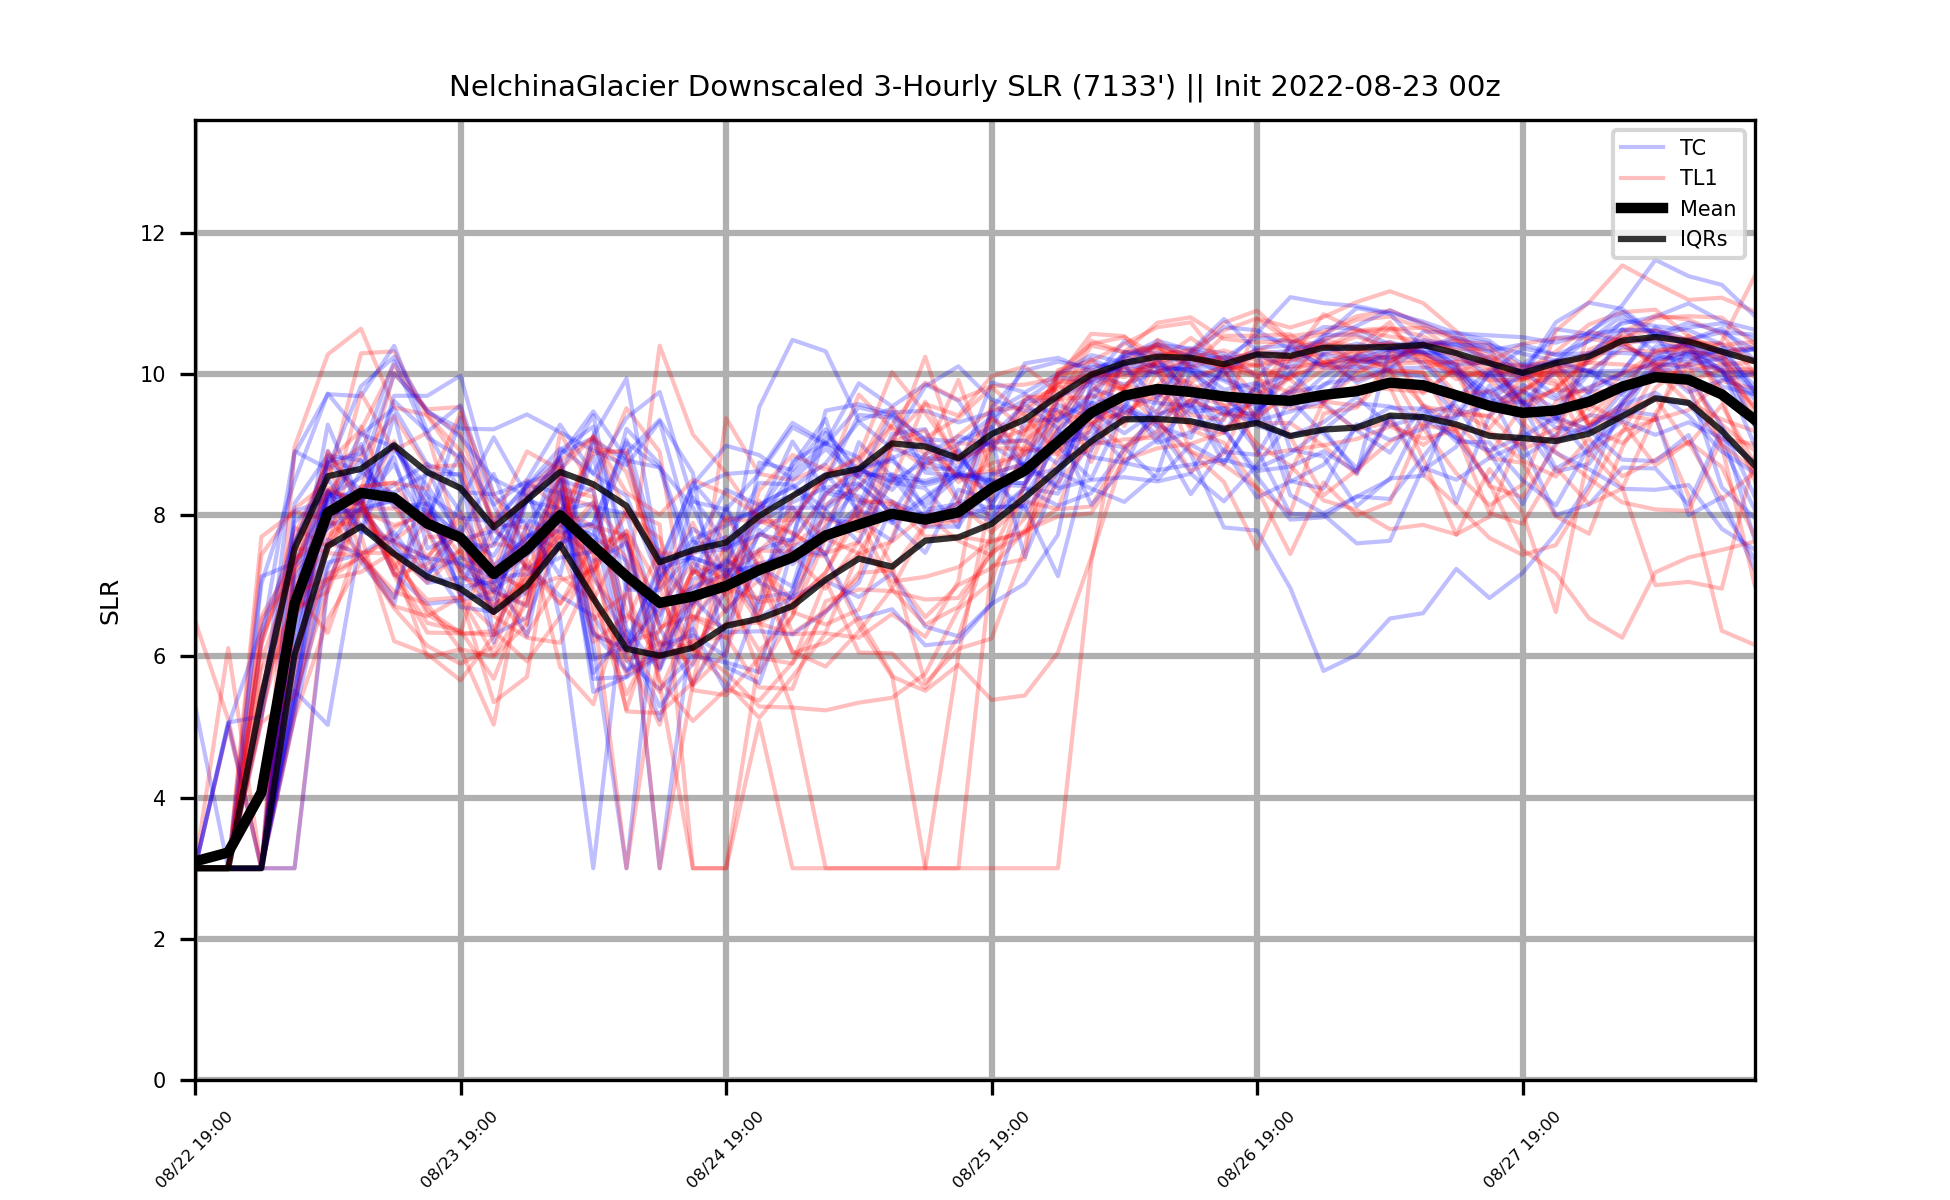 NelchinaGlacier Downscaled 3-Hourly SLR (7133') || Init 2022-08-23 00z
TC
TL1
Mean
IQRs
SLR
12
10
8
6
4
2
0
08/22 19:00
08/23 19:00
08/24 19:00
08/25 19:00
08/26 19:00
08/27 19:00